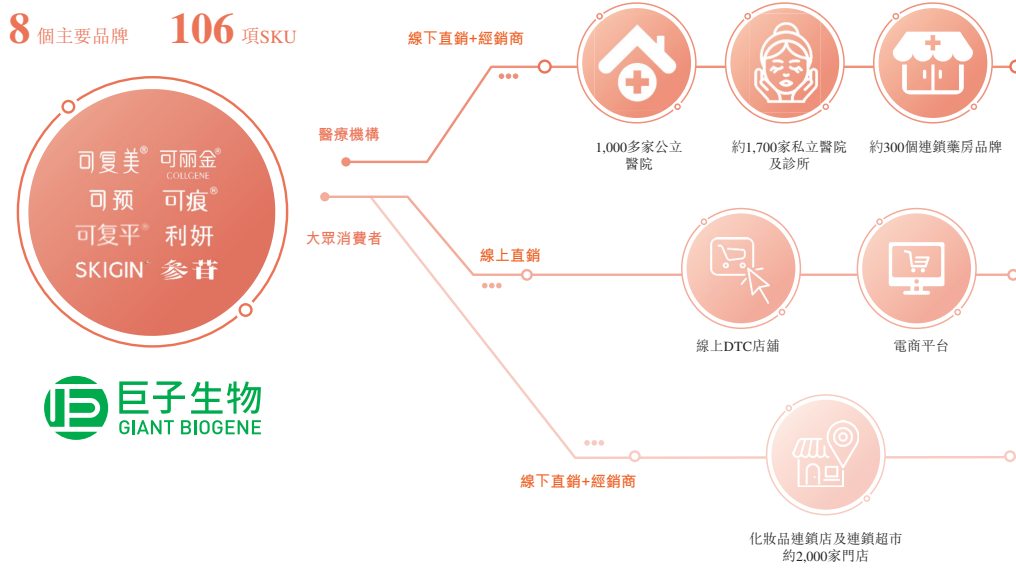 8 個主要品牌 106 項SKU
可复美® 可丽金®
COLLGENE
可预 可痕®
可复平® 利妍
SKIGIN 参苷
巨子生物
GIANT BIOGENE
醫療機構
線下直銷+經銷商
1,000多家公立
醫院
約1,700家私立醫院
及診所
約300個連鎖藥房品牌
大眾消費者
線上直銷
線上DTC店舖
電商平台
線下直銷+經銷商
化妝品連鎖店及連鎖超市
約2,000家門店